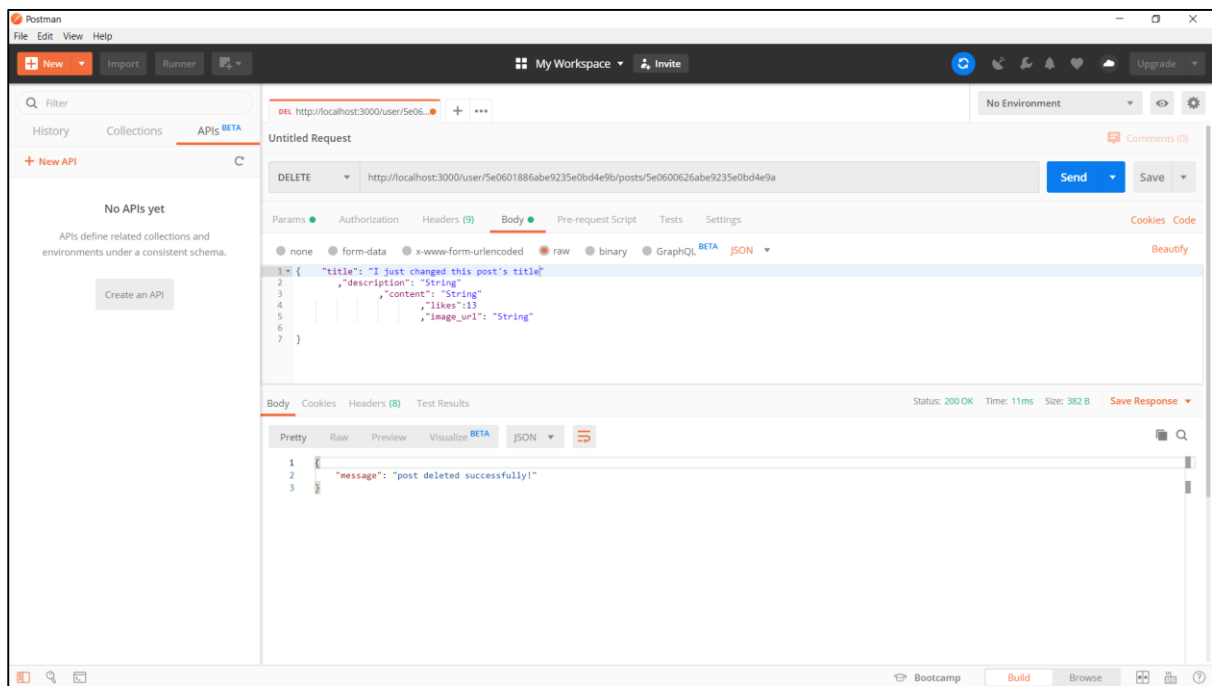 Postman
File Edit View Help
New Import Runner My Workspace Invite Upgrade
Filter
History Collections APIs BETA
+ New API
No APIs yet
APIs define related collections and
environments under a consistent schema.
Create an API
DEL http://localhost:3000/user/5e06... + ••• No Environment
Untitled Request Comments (0)
DELETE http://localhost:3000/user/5e0601886abe9235e0bd4e9b/posts/5e0600626abe9235e0bd4e9a Send Save
Params Authorization Headers (9) Body Pre-request Script Tests Settings Cookies Code
none form-data x-www-form-urlencoded raw binary GraphQL BETA JSON Beautify
1 { "title": "I just changed this post's title"
2 ,"description": "String"
3 ,"content": "String"
4 ,"likes":13
5 ,"image_url": "String"
6
7 }
Body Cookies Headers (8) Test Results Status: 200 OK Time: 11ms Size: 382 B Save Response
Pretty Raw Preview Visualize BETA JSON
1 {
2 "message": "post deleted successfully!"
3 }
Bootcamp Build Browse